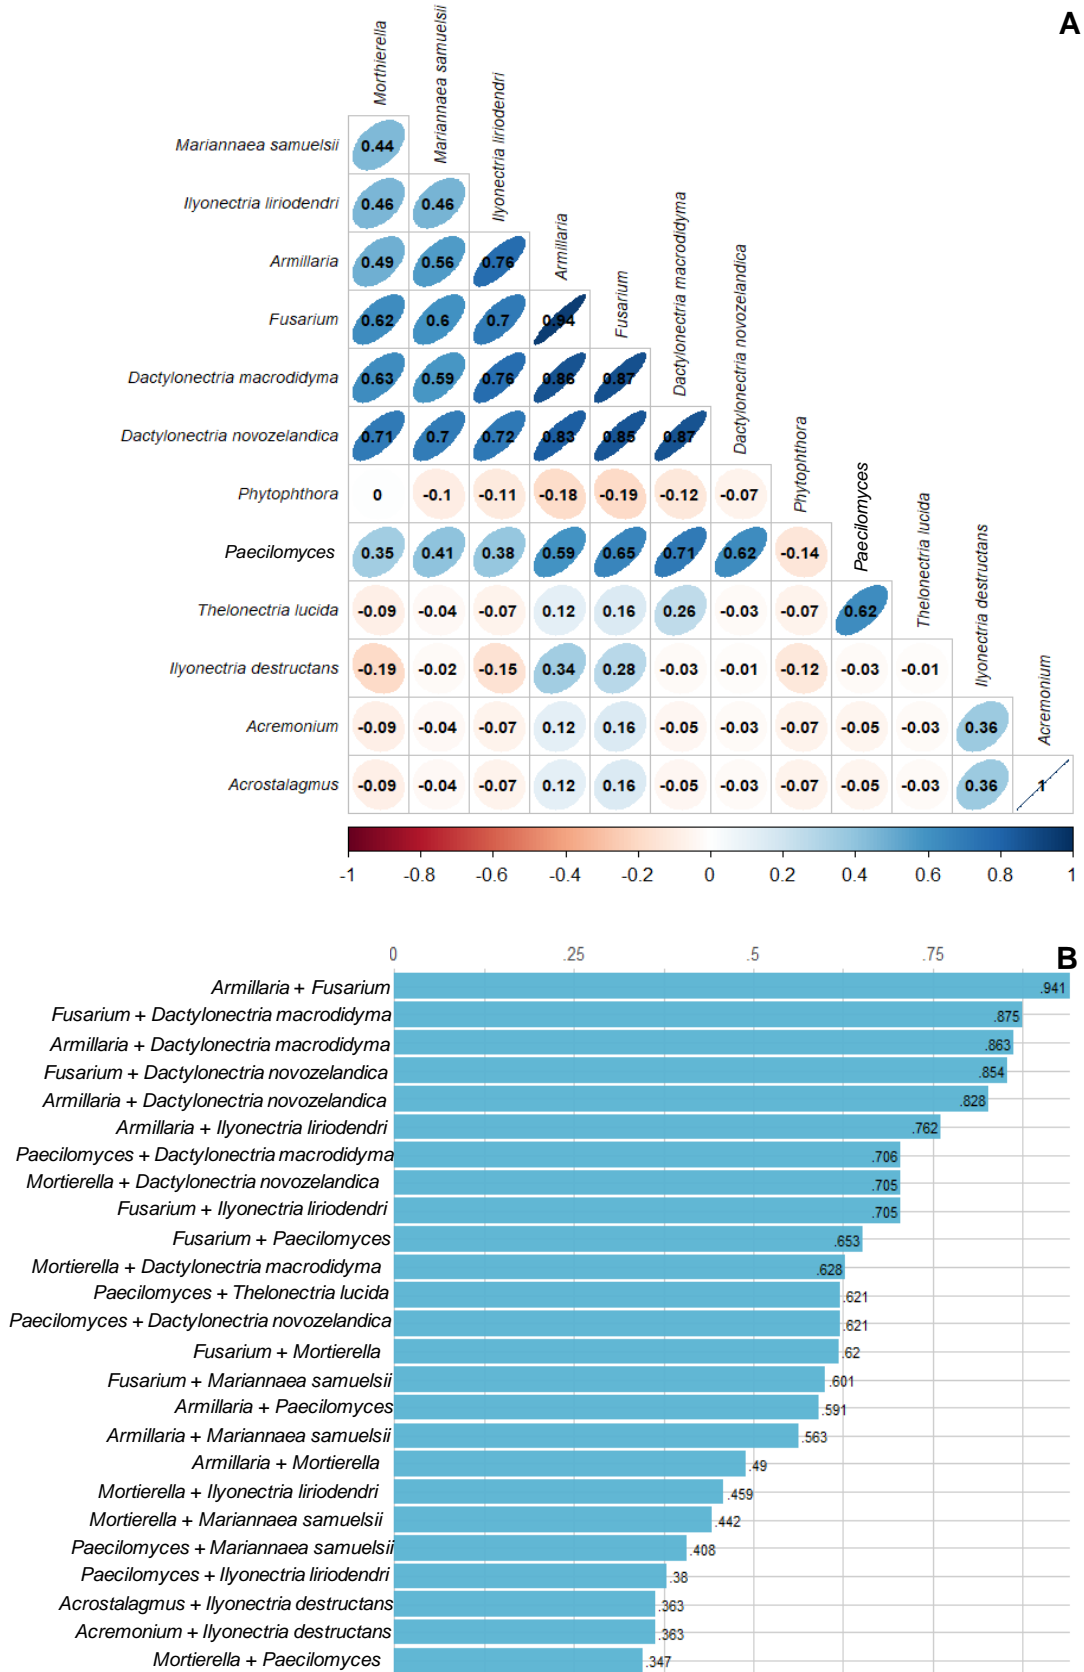 A
Morthierella
Mariannaea samuelsii
Ilyonectria liriodendri
Armillaria
Fusarium
Dactylonectria macrodidyma
Dactylonectria novozelandica
Phytophthora
Paecilomyces
Thelonectria lucida
Ilyonectria destructans
Acremonium
Mariannaea samuelsii 0.44
Ilyonectria liriodendri 0.46 0.46
Armillaria 0.49 0.56 0.76
Fusarium 0.62 0.6 0.7 0.94
Dactylonectria macrodidyma 0.63 0.59 0.76 0.86 0.87
Dactylonectria novozelandica 0.71 0.7 0.72 0.83 0.85 0.87
Phytophthora 0 -0.1 -0.11 -0.18 -0.19 -0.12 -0.07
Paecilomyces 0.35 0.41 0.38 0.59 0.65 0.71 0.62 -0.14
Thelonectria lucida -0.09 -0.04 -0.07 0.12 0.16 0.26 -0.03 -0.07 0.62
Ilyonectria destructans -0.19 -0.02 -0.15 0.34 0.28 -0.03 -0.01 -0.12 -0.03 -0.01
Acremonium -0.09 -0.04 -0.07 0.12 0.16 -0.05 -0.03 -0.07 -0.05 -0.03 0.36
Acrostalagmus -0.09 -0.04 -0.07 0.12 0.16 -0.05 -0.03 -0.07 -0.05 -0.03 0.36 1
-1 -0.8 -0.6 -0.4 -0.2 0 0.2 0.4 0.6 0.8 1
B
0 .25 .5 .75
Armillaria + Fusarium .941
Fusarium + Dactylonectria macrodidyma .875
Armillaria + Dactylonectria macrodidyma .863
Fusarium + Dactylonectria novozelandica .854
Armillaria + Dactylonectria novozelandica .828
Armillaria + Ilyonectria liriodendri .762
Paecilomyces + Dactylonectria macrodidyma .706
Mortierella + Dactylonectria novozelandica .705
Fusarium + Ilyonectria liriodendri .705
Fusarium + Paecilomyces .653
Mortierella + Dactylonectria macrodidyma .628
Paecilomyces + Thelonectria lucida .621
Paecilomyces + Dactylonectria novozelandica .621
Fusarium + Mortierella .62
Fusarium + Mariannaea samuelsii .601
Armillaria + Paecilomyces .591
Armillaria + Mariannaea samuelsii .563
Armillaria + Mortierella .49
Mortierella + Ilyonectria liriodendri .459
Mortierella + Mariannaea samuelsii .442
Paecilomyces + Mariannaea samuelsii .408
Paecilomyces + Ilyonectria liriodendri .38
Acrostalagmus + Ilyonectria destructans .363
Acremonium + Ilyonectria destructans .363
Mortierella + Paecilomyces .347